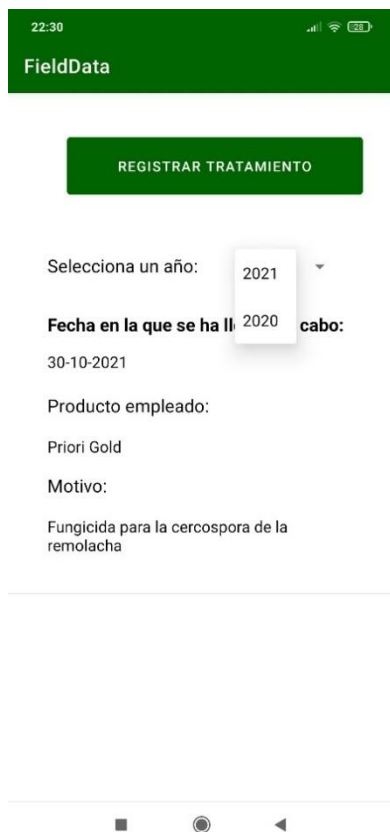 22:30
28
FieldData
REGISTRAR TRATAMIENTO
Selecciona un año:
2021
2020
Fecha en la que se ha ll cabo:
30-10-2021
Producto empleado:
Priori Gold
Motivo:
Fungicida para la cercospora de la
remolacha